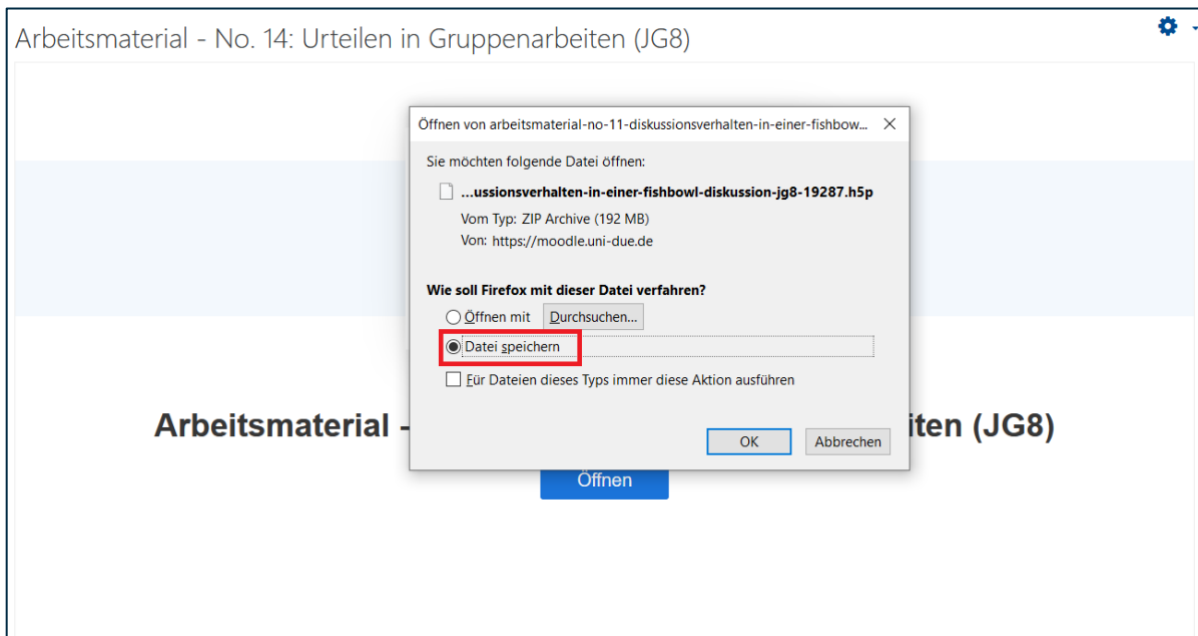 Arbeitsmaterial - No. 14: Urteilen in Gruppenarbeiten (JG8)
Öffnen von arbeitsmaterial-no-11-diskussionsverhalten-in-einer-fishbow...
Sie möchten folgende Datei öffnen:
...ussionsverhalten-in-einer-fishbowl-diskussion-jg8-19287.h5p
Vom Typ: ZIP Archive (192 MB)
Von: https://moodle.uni-due.de
Wie soll Firefox mit dieser Datei verfahren?
Öffnen mit Durchsuchen...
Datei speichern
Für Dateien dieses Typs immer diese Aktion ausführen
Arbeitsmaterial - iten (JG8)
OK Abbrechen
Öffnen